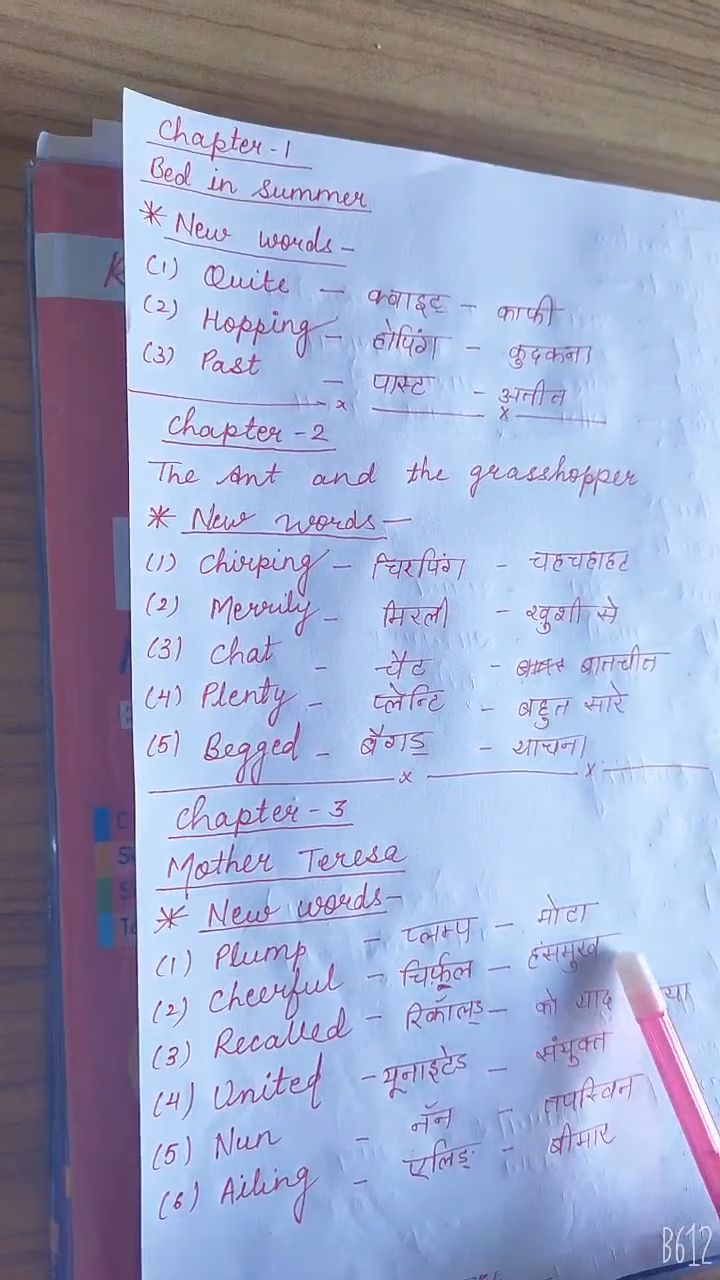 Chapter-1
Bed in summer
* New words-
(1) Quite - क्वाइट् - काफी
(2) Hopping - होपिंग - कुदकना
(3) Past - पास्ट - अतीत
x x
Chapter-2
The Ant and the grasshopper
* New words-
(1) Chirping - चिरपिंग - चहचहाहट
(2) Merrily - मिरली - खुशी से
(3) Chat - चैट - बातचीत
(4) Plenty - प्लेन्टि - बहुत सारे
(5) Begged - बैगड् - याचना
x x
Chapter-3
Mother Teresa
* New words-
(1) Plump - प्लम्प - मोटा
(2) Cheerful - चिर्फूल - हंसमुख
(3) Recalled - रिकॉलड् - को याद या
(4) United - यूनाइटेड - संयुक्त
(5) Nun - नॅन - तपस्विन
(6) Ailing - एलिङ् - बीमार
B612